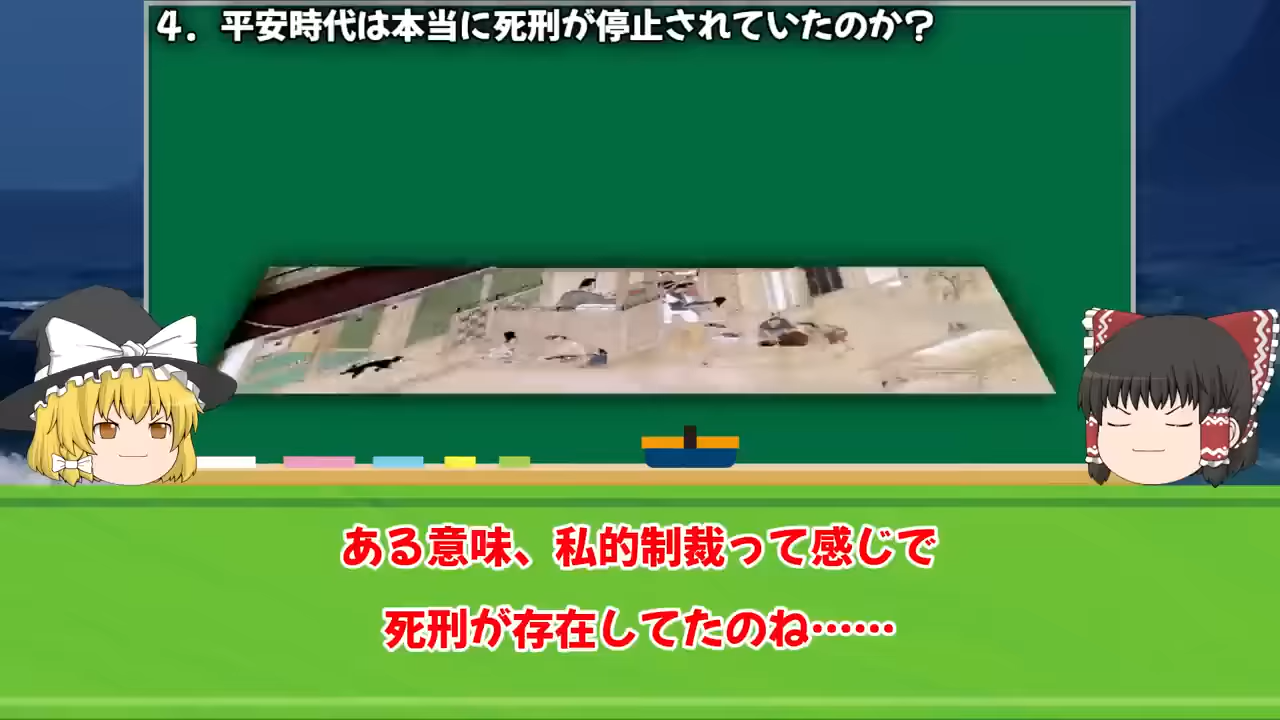 4．平安時代は本当に死刑が停止されていたのか？
ある意味、私的制裁って感じで
死刑が存在してたのね……